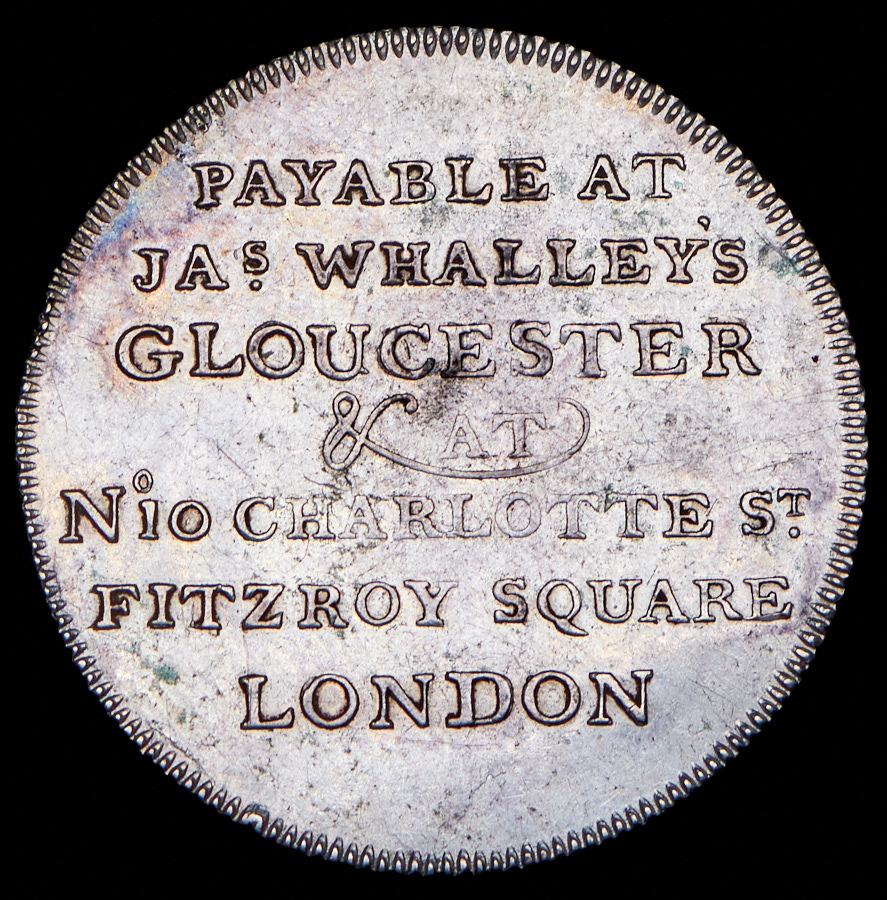 PAYABLE AT
JAS. WHALLEY'S
GLOUCESTER
& AT
No 10 CHARLOTTE ST.
FITZROY SQUARE
LONDON